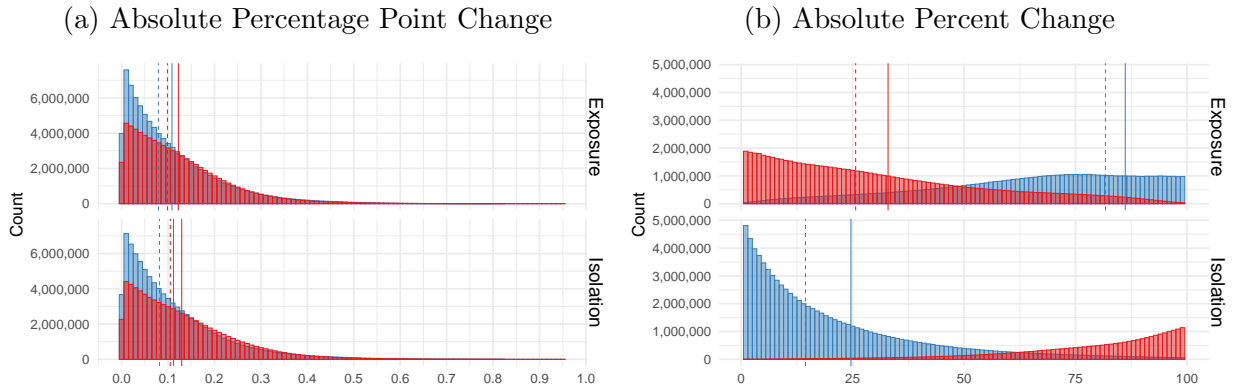 (a) Absolute Percentage Point Change
(b) Absolute Percent Change
Count
6,000,000
4,000,000
2,000,000
0
Exposure
6,000,000
4,000,000
2,000,000
0
Isolation
0.0 0.1 0.2 0.3 0.4 0.5 0.6 0.7 0.8 0.9 1.0
Count
5,000,000
4,000,000
3,000,000
2,000,000
1,000,000
0
Exposure
5,000,000
4,000,000
3,000,000
2,000,000
1,000,000
0
Isolation
0 25 50 75 100